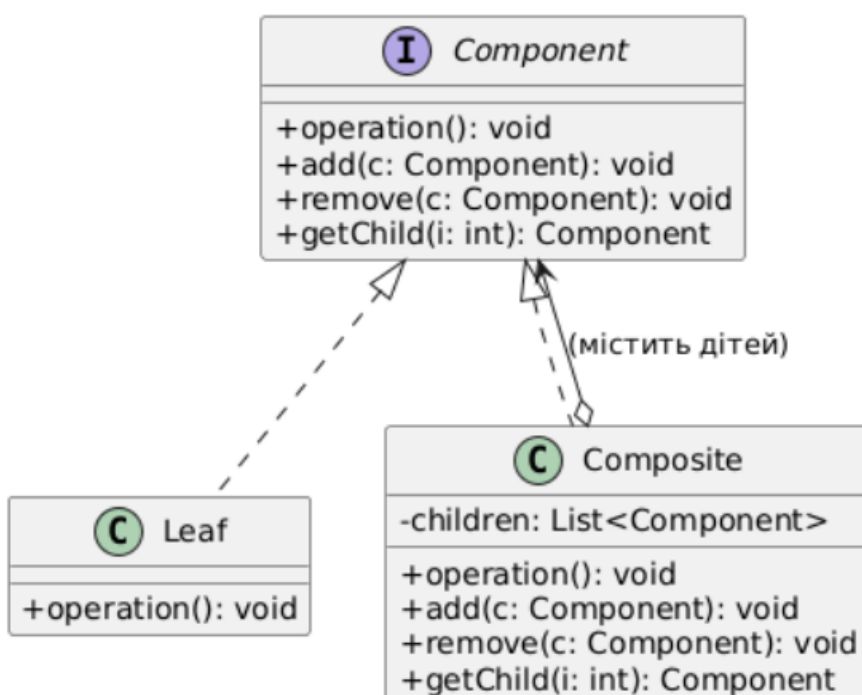 I Component
+operation(): void
+add(c: Component): void
+remove(c: Component): void
+getChild(i: int): Component
(містить дітей)
C Leaf
+operation(): void
C Composite
-children: List<Component>
+operation(): void
+add(c: Component): void
+remove(c: Component): void
+getChild(i: int): Component